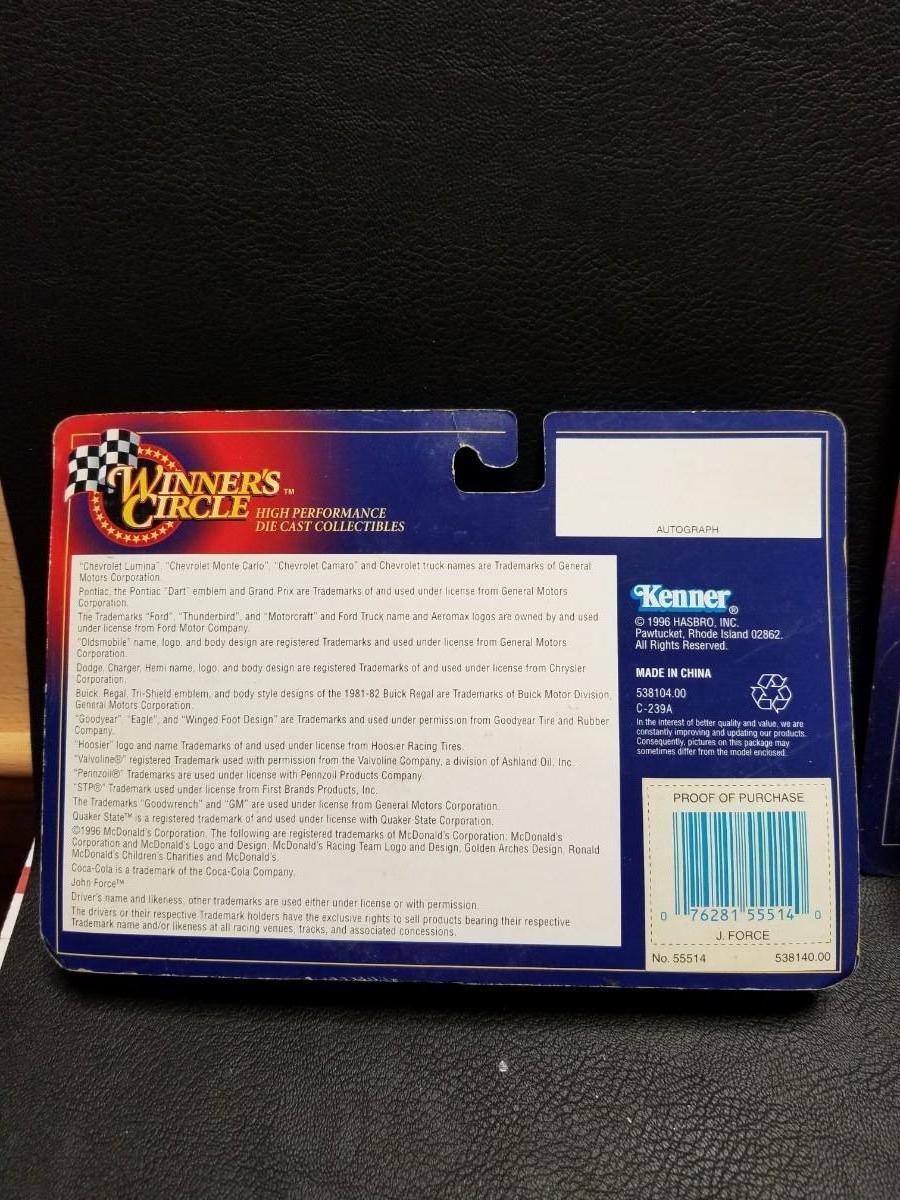 WINNER'S
CIRCLE ™
HIGH PERFORMANCE
DIE CAST COLLECTIBLES
AUTOGRAPH
"Chevrolet Lumina", "Chevrolet Monte Carlo", "Chevrolet Camaro" and Chevrolet truck names are Trademarks of General
Motors Corporation.
Pontiac, the Pontiac "Dart" emblem and Grand Prix are Trademarks of and used under license from General Motors
Corporation.
The Trademarks "Ford", "Thunderbird", and "Motorcraft" and Ford Truck name and Aeromax logos are owned by and used
under license from Ford Motor Company.
"Oldsmobile" name, logo, and body design are registered Trademarks and used under license from General Motors
Corporation.
Dodge, Charger, Hemi name, logo, and body design are registered Trademarks of and used under license from Chrysler
Corporation.
Buick, Regal, Tri-Shield emblem, and body style designs of the 1981-82 Buick Regal are Trademarks of Buick Motor Division,
General Motors Corporation.
"Goodyear", "Eagle", and "Winged Foot Design" are Trademarks and used under permission from Goodyear Tire and Rubber
Company.
"Hoosier" logo and name Trademarks of and used under license from Hoosier Racing Tires.
"Valvoline®" registered Trademark used with permission from the Valvoline Company, a division of Ashland Oil, Inc.
"Pennzoil®" Trademarks are used under license with Pennzoil Products Company.
"STP®" Trademark used under license from First Brands Products, Inc.
The Trademarks "Goodwrench" and "GM" are used under license from General Motors Corporation.
Quaker State™ is a registered trademark of and used under license with Quaker State Corporation.
©1996 McDonald's Corporation. The following are registered trademarks of McDonald's Corporation: McDonald's
Corporation and McDonald's Logo and Design, McDonald's Racing Team Logo and Design, Golden Arches Design, Ronald
McDonald's Children's Charities and McDonald's.
Coca-Cola is a trademark of the Coca-Cola Company.
John Force™
Driver's name and likeness, other trademarks are used either under license or with permission.
The drivers or their respective Trademark holders have the exclusive rights to sell products bearing their respective
Trademark name and/or likeness at all racing venues, tracks, and associated concessions.
Kenner®
© 1996 HASBRO, INC.
Pawtucket, Rhode Island 02862.
All Rights Reserved.
MADE IN CHINA
538104.00
C-239A
In the interest of better quality and value, we are
constantly improving and updating our products.
Consequently, pictures on this package may
sometimes differ from the model enclosed.
PROOF OF PURCHASE
0 76281 55514 0
J. FORCE
No. 55514 538140.00